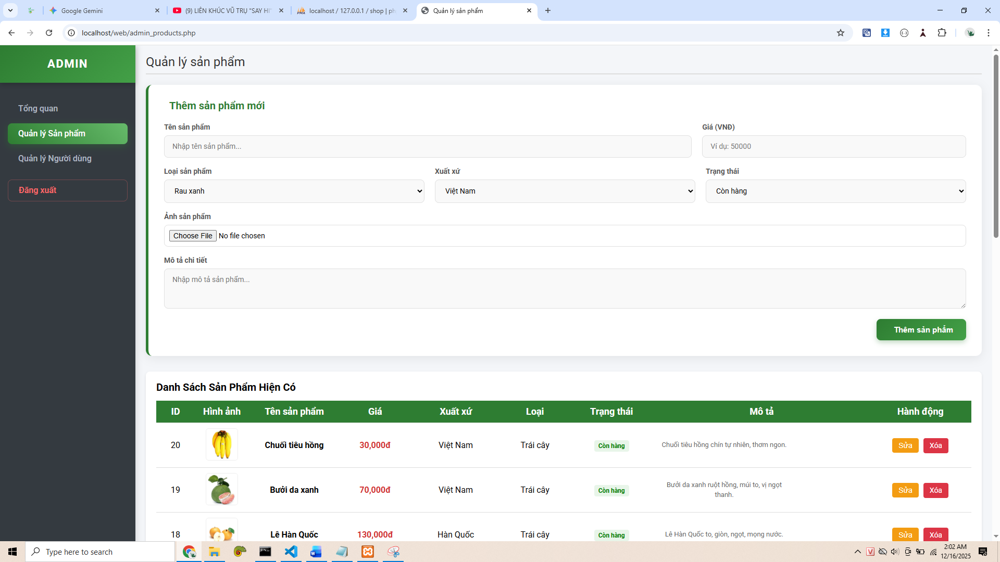 Google Gemini
(9) LIÊN KHÚC VŨ TRỤ "SAY HI"
localhost / 127.0.0.1 / shop | ph
Quản lý sản phẩm
localhost/web/admin_products.php
ADMIN
Tổng quan
Quản lý Sản phẩm
Quản lý Người dùng
Đăng xuất
Quản lý sản phẩm
Thêm sản phẩm mới
Tên sản phẩm
Giá (VNĐ)
Nhập tên sản phẩm...
Ví dụ: 50000
Loại sản phẩm
Xuất xứ
Trạng thái
Rau xanh
Việt Nam
Còn hàng
Ảnh sản phẩm
Choose File No file chosen
Mô tả chi tiết
Nhập mô tả sản phẩm...
Thêm sản phẩm
Danh Sách Sản Phẩm Hiện Có
ID Hình ảnh Tên sản phẩm Giá Xuất xứ Loại Trạng thái Mô tả Hành động
20 Chuối tiêu hồng 30,000đ Việt Nam Trái cây Còn hàng Chuối tiêu hồng chín tự nhiên, thơm ngon. Sửa Xóa
19 Bưởi da xanh 70,000đ Việt Nam Trái cây Còn hàng Bưởi da xanh ruột hồng, múi to, vị ngọt
thanh. Sửa Xóa
18 Lê Hàn Quốc 130,000đ Hàn Quốc Trái cây Còn hàng Lê Hàn Quốc to, giòn, ngọt, mọng nước. Sửa Xóa
Type here to search
2:02 AM
12/16/2025